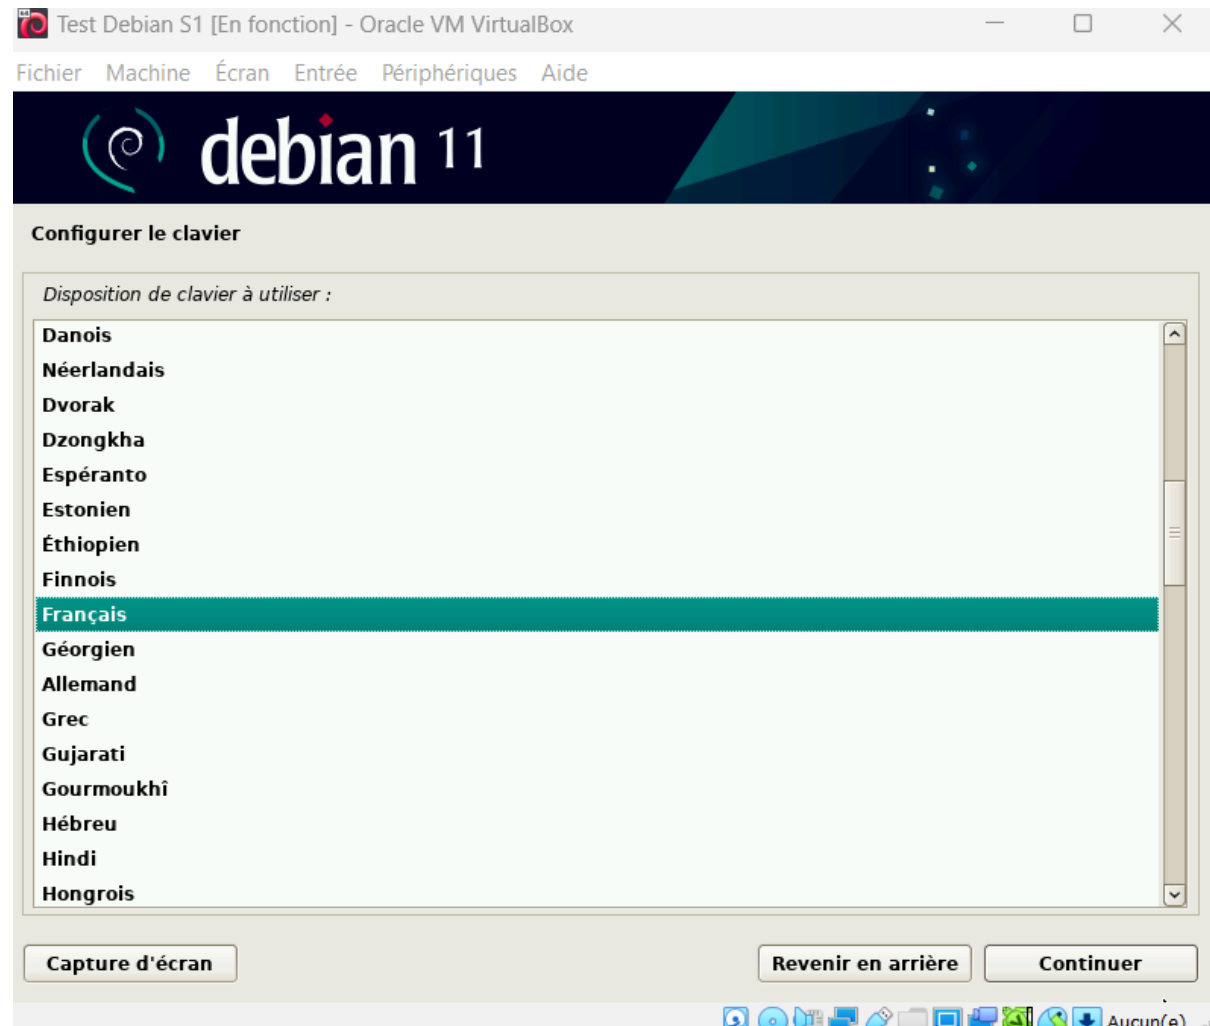 Test Debian S1 [En fonction] - Oracle VM VirtualBox
Fichier Machine Écran Entrée Périphériques Aide
debian 11
Configurer le clavier
Disposition de clavier à utiliser :
Danois
Néerlandais
Dvorak
Dzongkha
Espéranto
Estonien
Éthiopien
Finnois
Français
Géorgien
Allemand
Grec
Gujarati
Gourmoukhî
Hébreu
Hindi
Hongrois
Capture d'écran Revenir en arrière Continuer
Aucun(e)